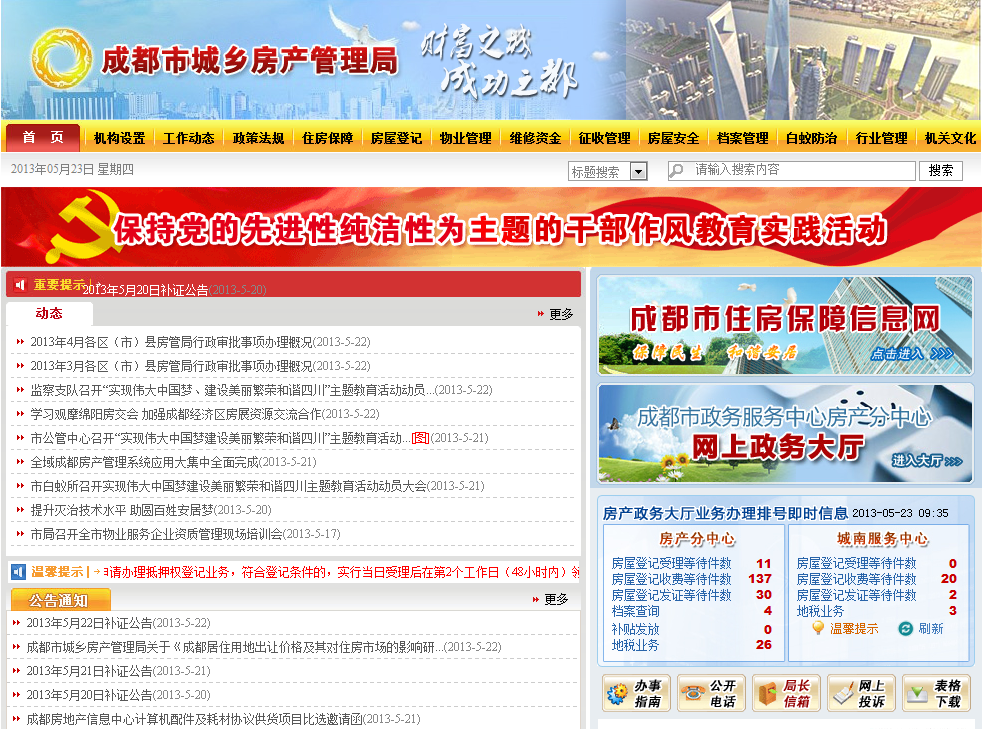 成都市城乡房产管理局
财富之城
成功之都
首 页 机构设置 工作动态 政策法规 住房保障 房屋登记 物业管理 维修资金 征收管理 房屋安全 档案管理 白蚁防治 行业管理 机关文化
2013年05月23日 星期四
标题搜索 请输入搜索内容 搜索
保持党的先进性纯洁性为主题的干部作风教育实践活动
重要提示 | 2013年5月20日补证公告(2013-5-20)
动态 更多
2013年4月各区（市）县房管局行政审批事项办理概况(2013-5-22)
2013年3月各区（市）县房管局行政审批事项办理概况(2013-5-22)
监察支队召开“实现伟大中国梦、建设美丽繁荣和谐四川”主题教育活动动员...(2013-5-22)
学习观摩绵阳房交会 加强成都经济区房展资源交流合作(2013-5-22)
市公管中心召开“实现伟大中国梦建设美丽繁荣和谐四川”主题教育活动...[图](2013-5-21)
全域成都房产管理系统应用大集中全面完成(2013-5-21)
市白蚁所召开实现伟大中国梦建设美丽繁荣和谐四川主题教育活动动员大会(2013-5-21)
提升灭治技术水平 助圆百姓安居梦(2013-5-20)
市局召开全市物业服务企业资质管理现场培训会(2013-5-17)
温馨提示 | 请办理抵押权登记业务，符合登记条件的，实行当日受理后在第2个工作日（48小时内）
公告通知 更多
2013年5月22日补证公告(2013-5-22)
成都市城乡房产管理局关于《成都居住用地出让价格及其对住房市场的影响研...(2013-5-22)
2013年5月21日补证公告(2013-5-21)
2013年5月20日补证公告(2013-5-20)
成都房地产信息中心计算机配件及耗材协议供货项目比选邀请函(2013-5-21)
成都市住房保障信息网
保障民生 和谐安居
点击进入 >>>
成都市政务服务中心房产分中心
网上政务大厅
进入大厅 >>>
房产政务大厅业务办理排号即时信息 2013-05-23 09:35
房产分中心
房屋登记受理等待件数 11
房屋登记收费等待件数 137
房屋登记发证等待件数 30
档案查询 4
补贴发放 0
地税业务 26
城南服务中心
房屋登记受理等待件数 0
房屋登记收费等待件数 20
房屋登记发证等待件数 2
地税业务 3
温馨提示 刷新
办事指南 公开电话 局长信箱 网上投诉 表格下载